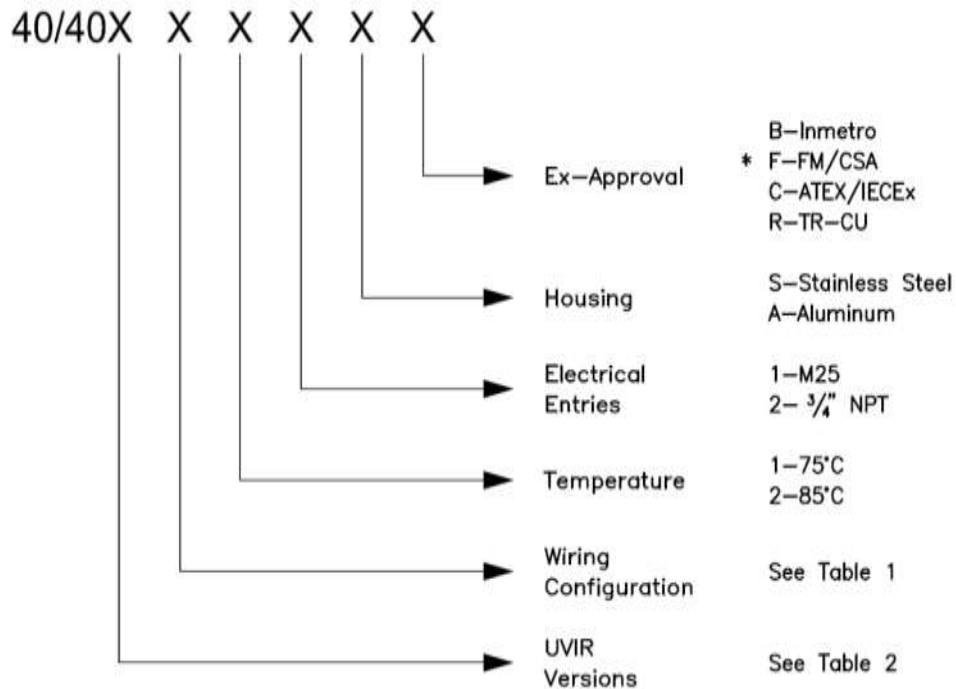 40/40X X X X X X
B–Inmetro
* F–FM/CSA
Ex–Approval
C–ATEX/IECEx
R–TR–CU
S–Stainless Steel
Housing
A–Aluminum
Electrical 1–M25
Entries 2– ³⁄₄" NPT
1–75°C
Temperature
2–85°C
Wiring
Configuration See Table 1
UVIR
Versions See Table 2